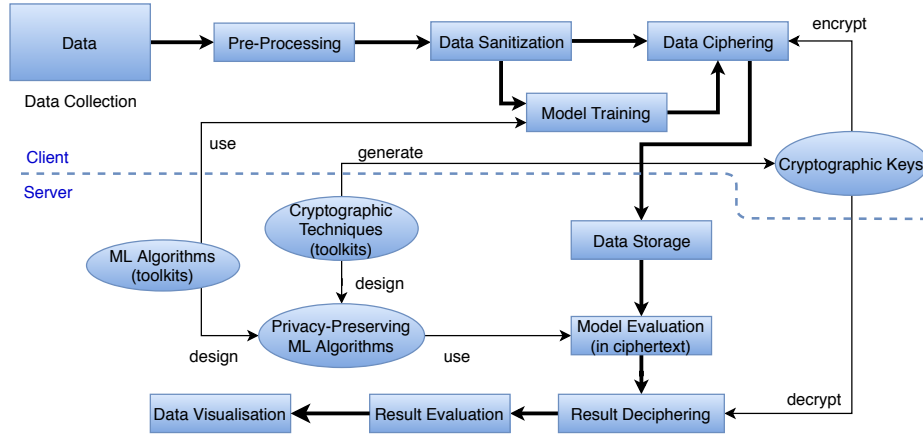 Data
Pre-Processing
Data Sanitization
Data Ciphering
encrypt
Data Collection
Model Training
use
generate
Client
Server
Cryptographic Keys
Cryptographic
Techniques
(toolkits)
Data Storage
ML Algorithms
(toolkits)
design
Privacy-Preserving
ML Algorithms
design
use
Model Evaluation
(in ciphertext)
decrypt
Data Visualisation
Result Evaluation
Result Deciphering